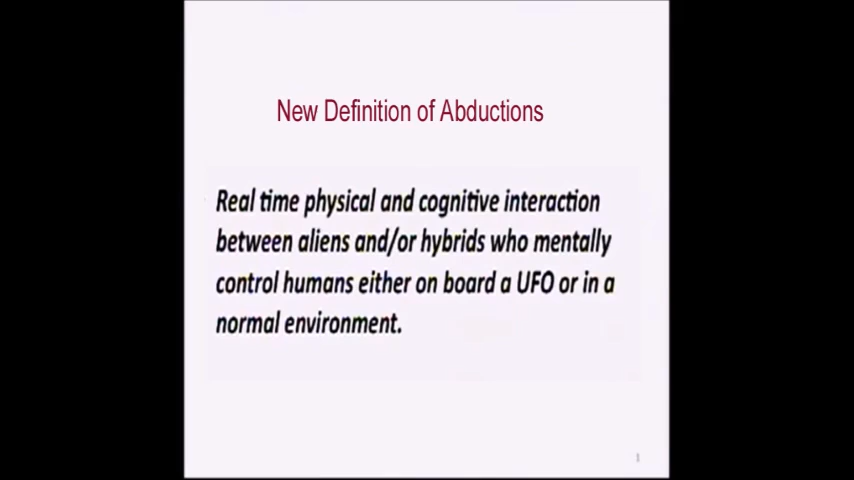 New Definition of Abductions
Real time physical and cognitive interaction
between aliens and/or hybrids who mentally
control humans either on board a UFO or in a
normal environment.